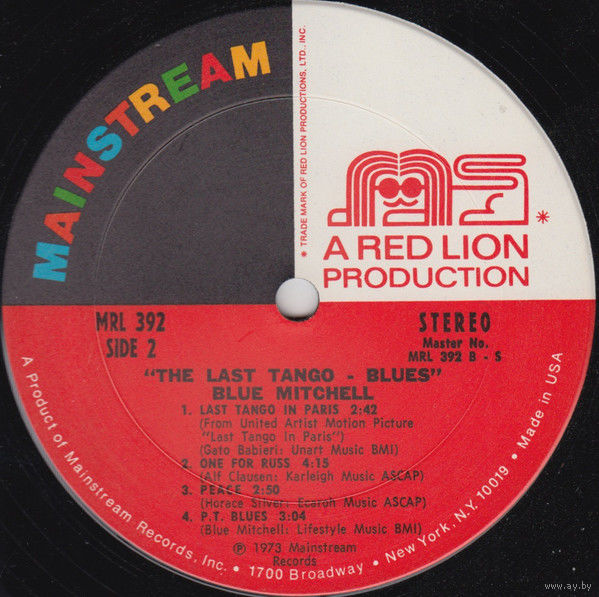 MAINSTREAM
* TRADE MARK OF RED LION PRODUCTIONS, LTD., INC.
*
A RED LION
PRODUCTION
MRL 392
SIDE 2
STEREO
Master No.
MRL 392 B - S
"THE LAST TANGO - BLUES"
BLUE MITCHELL
1. LAST TANGO IN PARIS 2:42
(From United Artist Motion Picture
"Last Tango In Paris")
(Gato Babieri: Unart Music BMI)
2. ONE FOR RUSS 4:15
(Alf Clausen: Karleigh Music ASCAP)
3. PEACE 2:50
(Horace Silver: Ecaroh Music ASCAP)
4. P.T. BLUES 3:04
(Blue Mitchell: Lifestyle Music BMI)
℗ 1973 Mainstream
Records
A Product of Mainstream Records, Inc. • 1700 Broadway • New York, N.Y. 10019 • Made in USA
www.ay.by